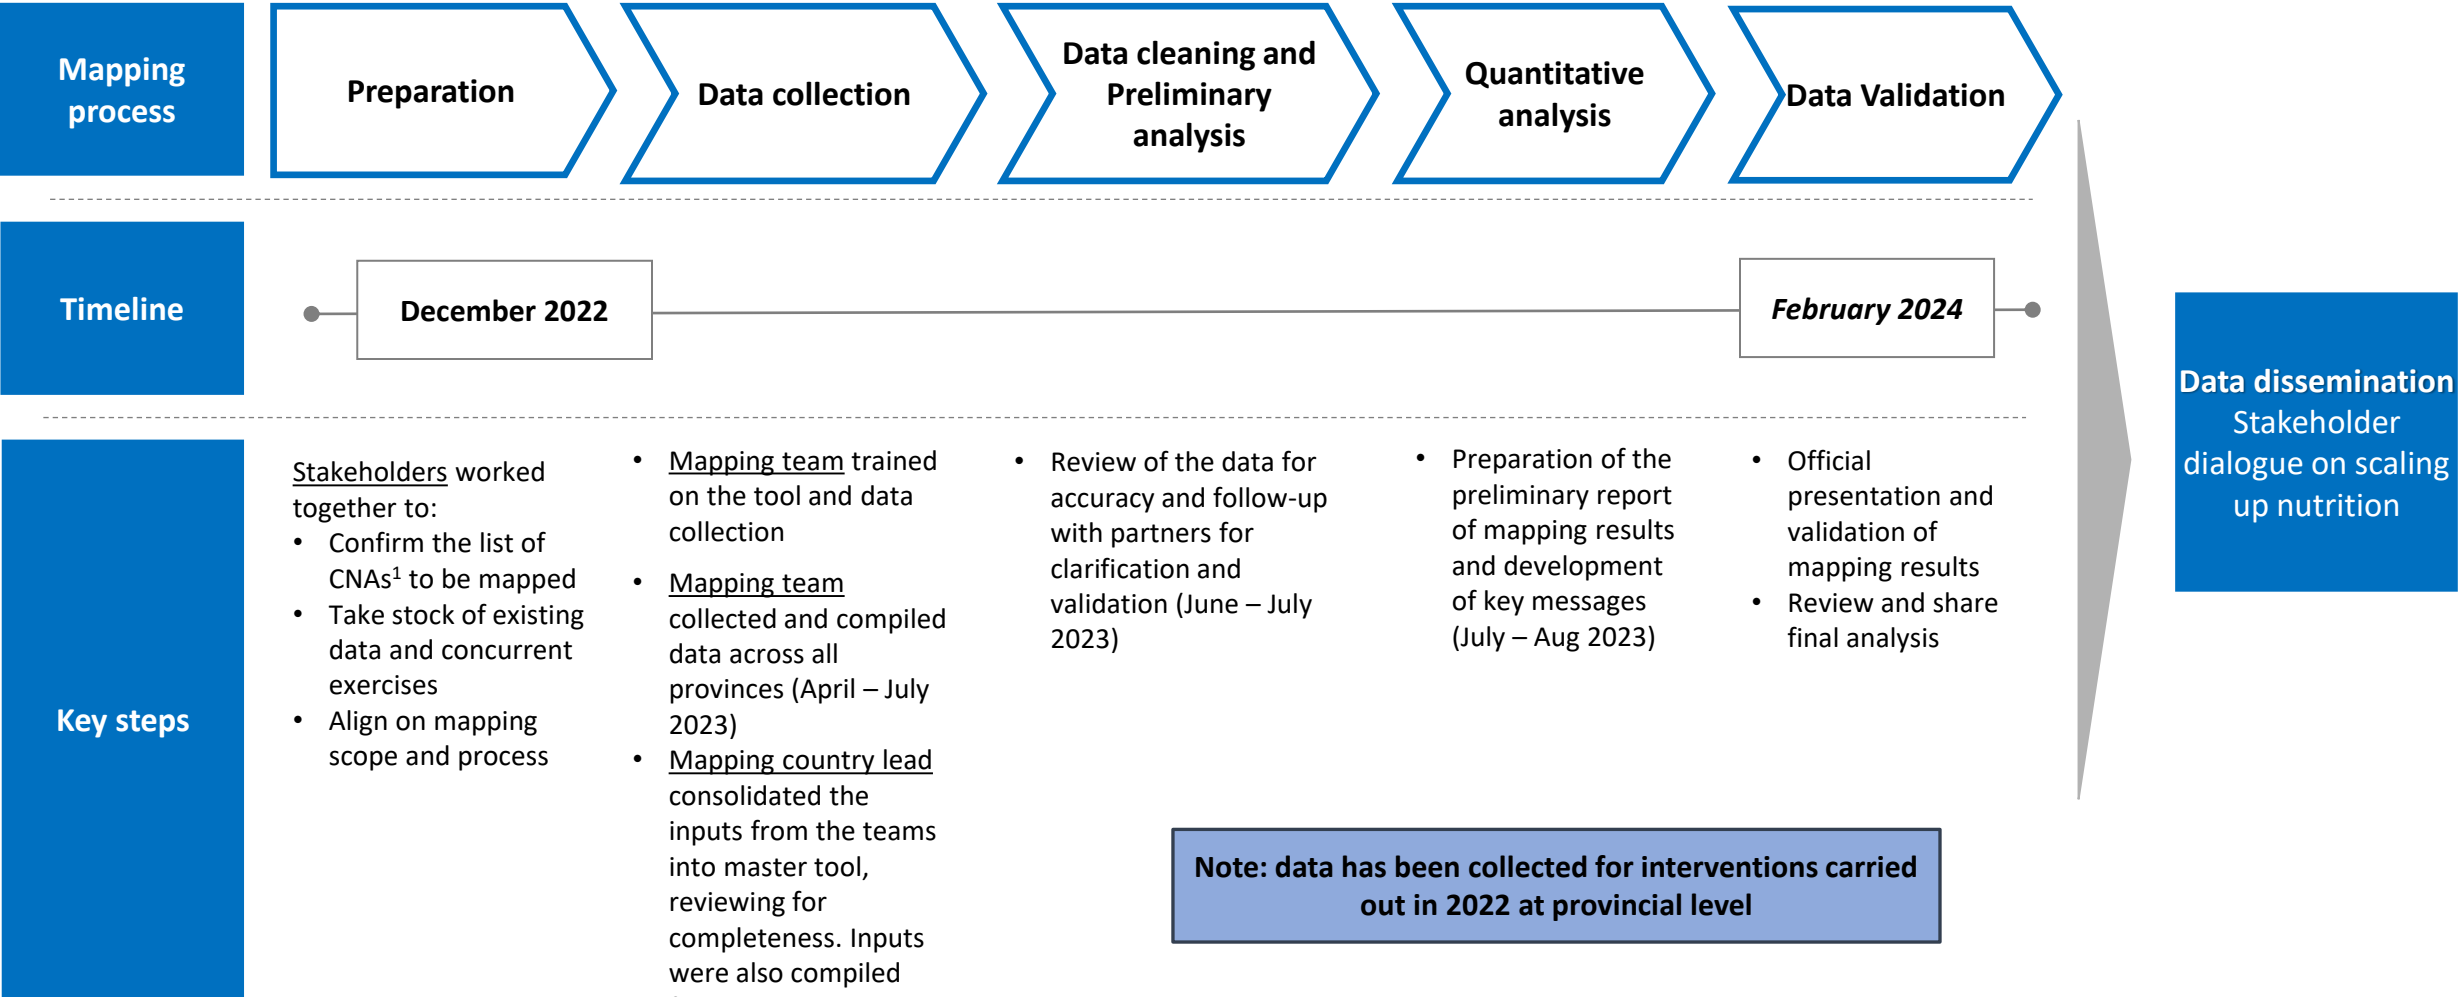 Mapping
process
Preparation
Data collection
Data cleaning and
Preliminary
analysis
Quantitative
analysis
Data Validation
Timeline
December 2022
February 2024
Key steps
Stakeholders worked
together to:
• Confirm the list of
CNAs¹ to be mapped
• Take stock of existing
data and concurrent
exercises
• Align on mapping
scope and process
• Mapping team trained
on the tool and data
collection
• Mapping team
collected and compiled
data across all
provinces (April – July
2023)
• Mapping country lead
consolidated the
inputs from the teams
into master tool,
reviewing for
completeness. Inputs
were also compiled
• Review of the data for
accuracy and follow-up
with partners for
clarification and
validation (June – July
2023)
• Preparation of the
preliminary report
of mapping results
and development
of key messages
(July – Aug 2023)
• Official
presentation and
validation of
mapping results
• Review and share
final analysis
Note: data has been collected for interventions carried
out in 2022 at provincial level
Data dissemination
Stakeholder
dialogue on scaling
up nutrition